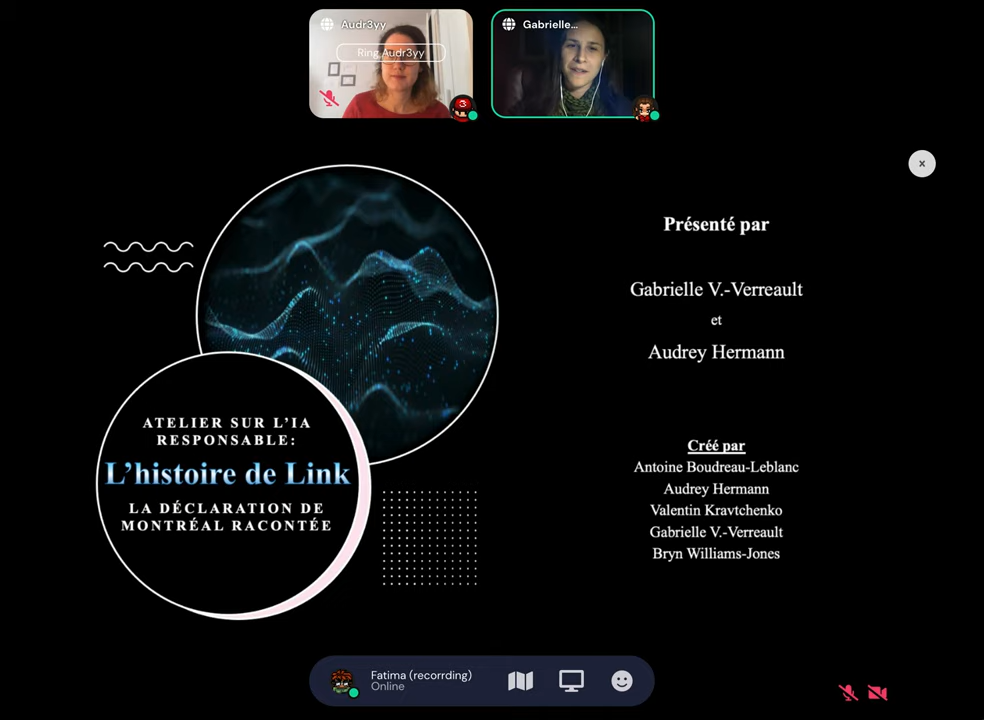 Audr3yy
Ring Audr3yy
3
Gabrielle...
x
Présenté par
Gabrielle V.-Verreault
et
Audrey Hermann
ATELIER SUR L'IA
RESPONSABLE:
L'histoire de Link
LA DÉCLARATION DE
MONTRÉAL RACONTÉE
Créé par
Antoine Boudreau-Leblanc
Audrey Hermann
Valentin Kravtchenko
Gabrielle V.-Verreault
Bryn Williams-Jones
Fatima (recorrding)
Online